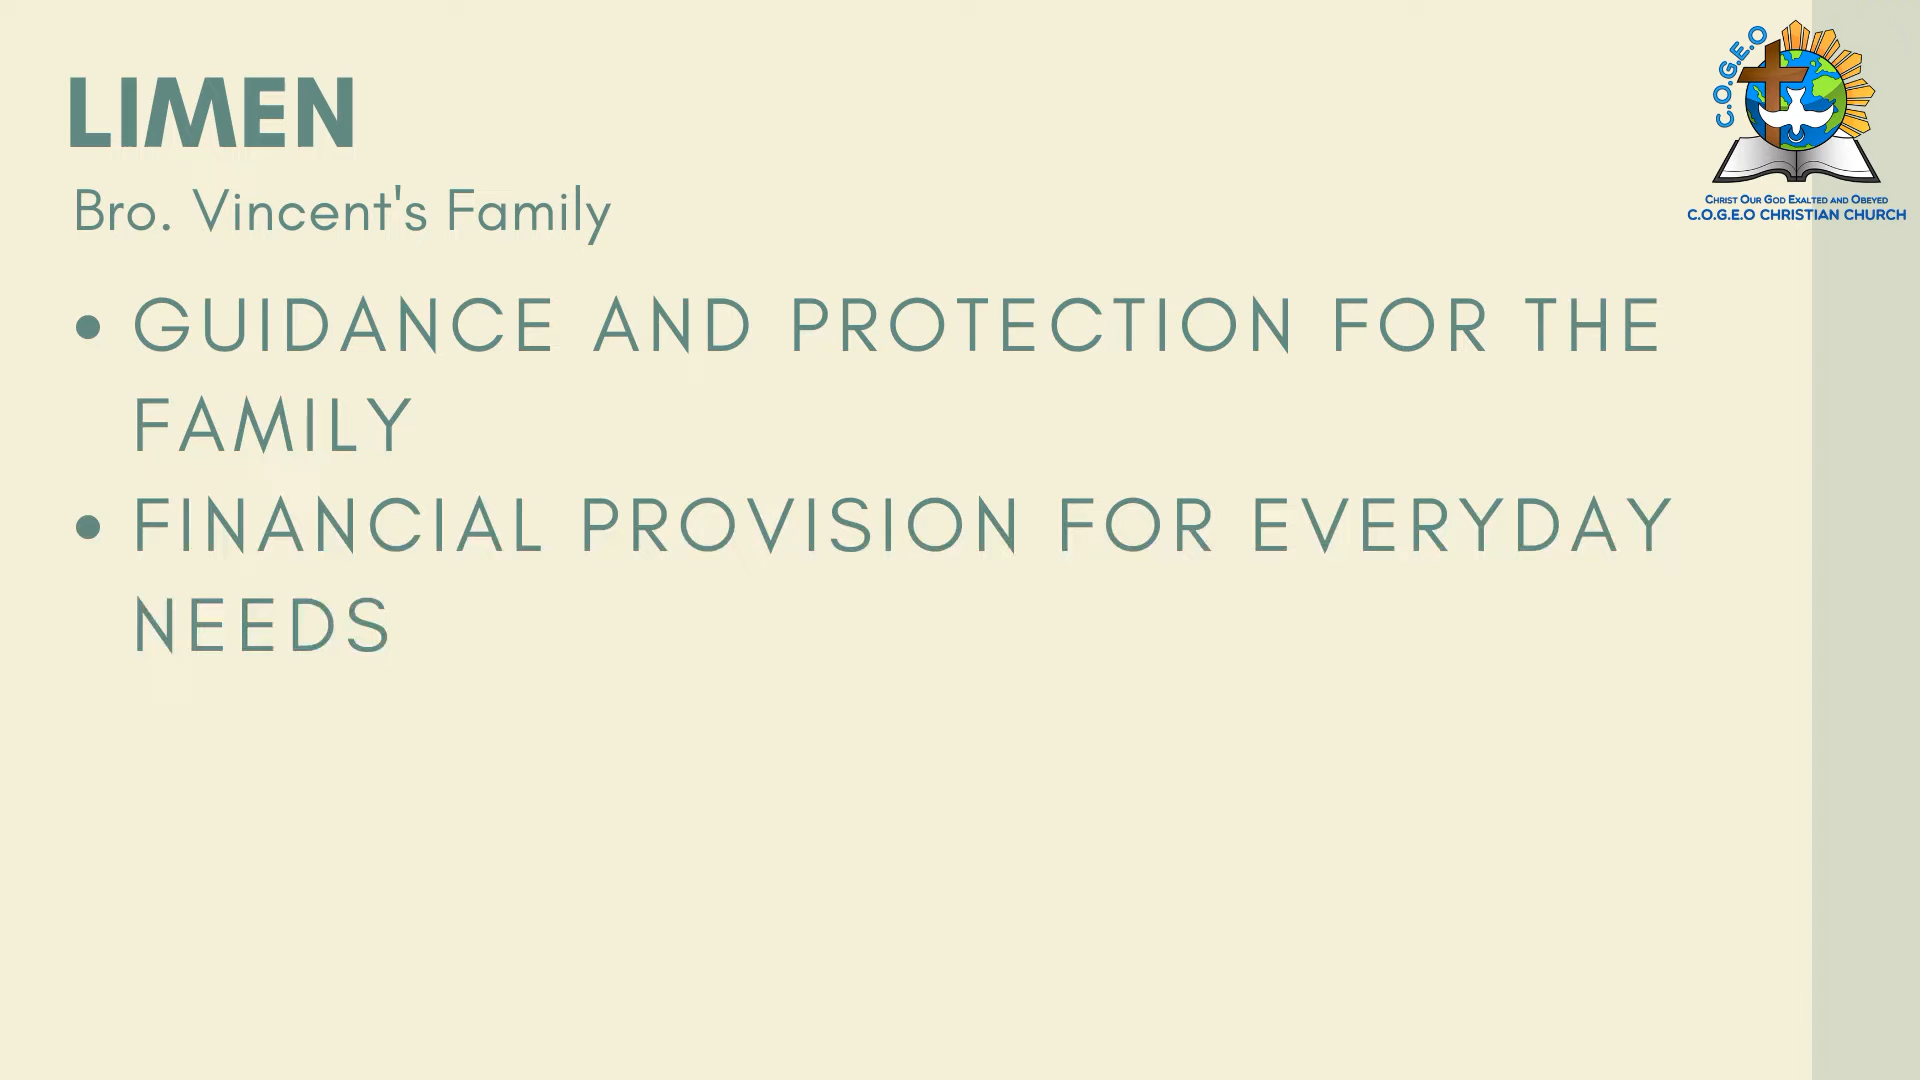 LIMEN
Bro. Vincent's Family
• GUIDANCE AND PROTECTION FOR THE
FAMILY
• FINANCIAL PROVISION FOR EVERYDAY
NEEDS
C.O.G.E.O
CHRIST OUR GOD EXALTED AND OBEYED
C.O.G.E.O CHRISTIAN CHURCH